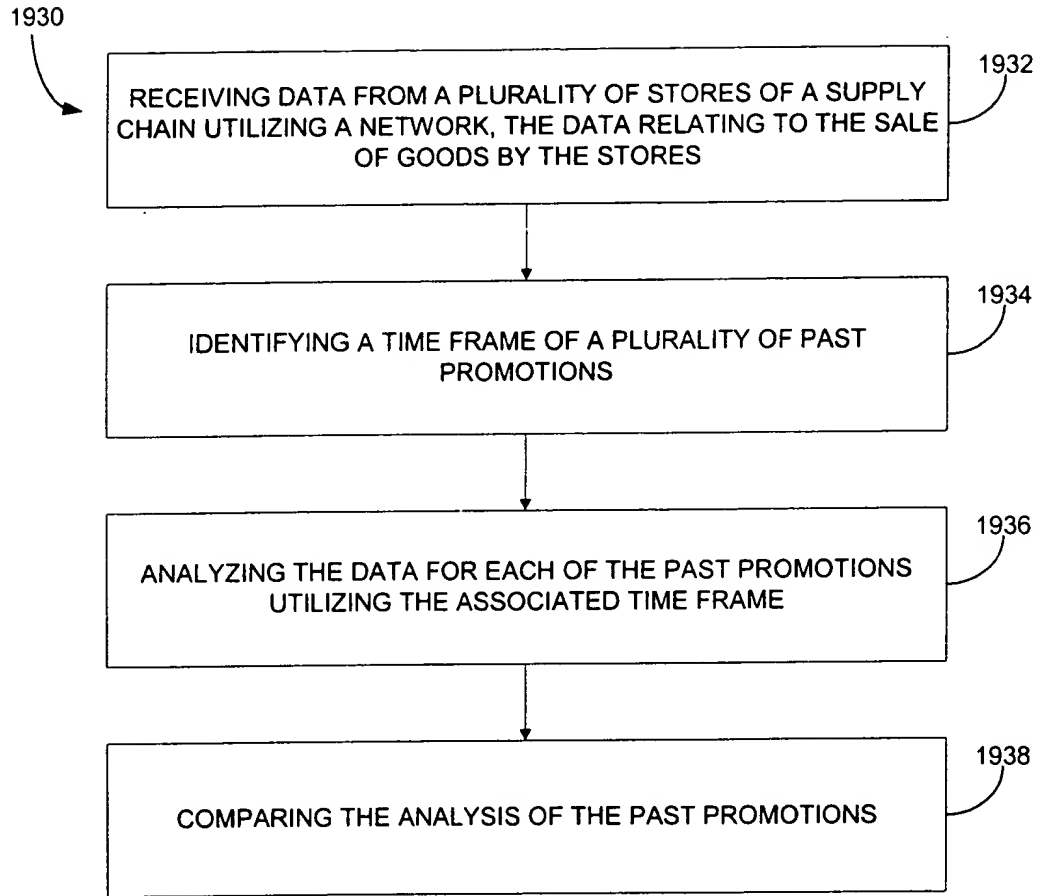 1930
1932
RECEIVING DATA FROM A PLURALITY OF STORES OF A SUPPLY
CHAIN UTILIZING A NETWORK, THE DATA RELATING TO THE SALE
OF GOODS BY THE STORES
1934
IDENTIFYING A TIME FRAME OF A PLURALITY OF PAST
PROMOTIONS
1936
ANALYZING THE DATA FOR EACH OF THE PAST PROMOTIONS
UTILIZING THE ASSOCIATED TIME FRAME
1938
COMPARING THE ANALYSIS OF THE PAST PROMOTIONS